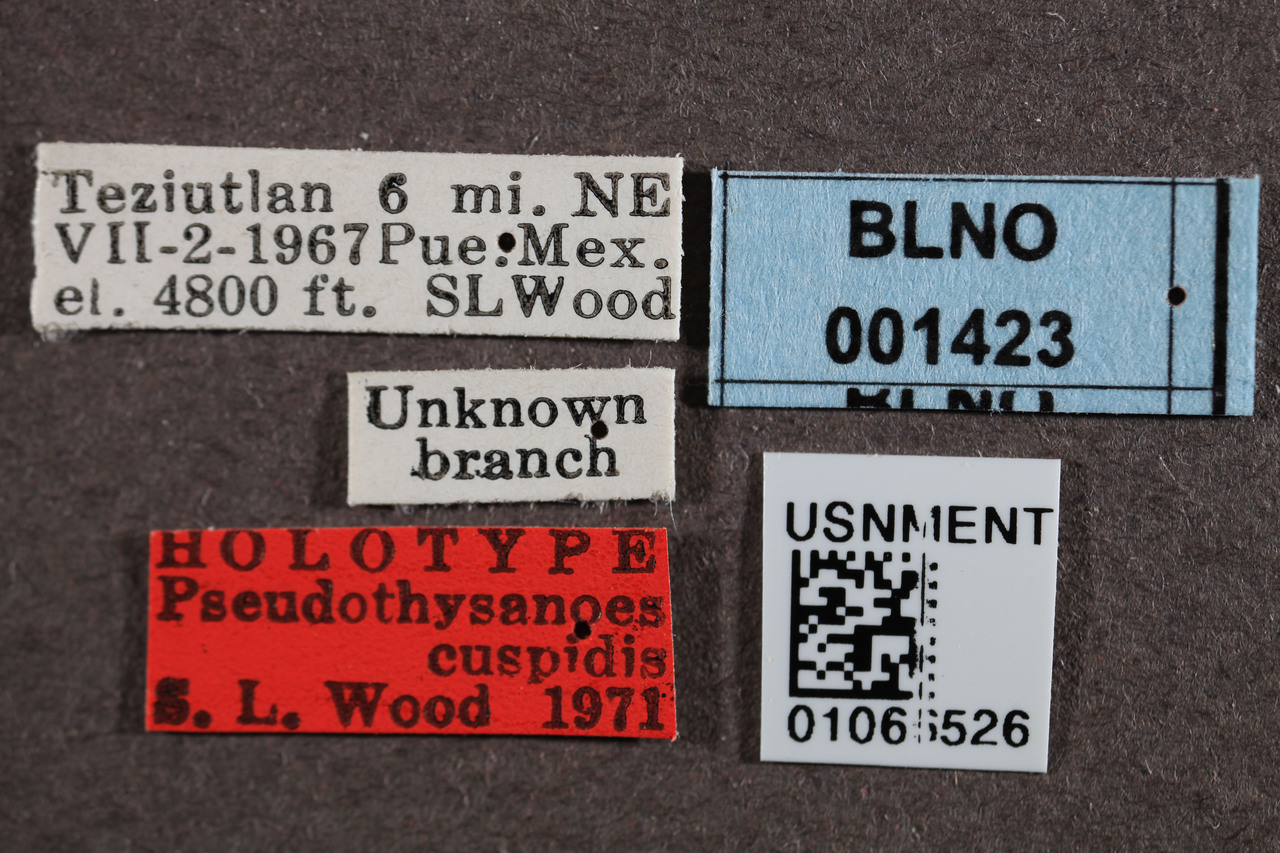 Teziutlan 6 mi. NE
VII-2-1967 Pue. Mex.
el. 4800 ft. SLWood
Unknown
branch
HOLOTYPE
Pseudothysanoes
cuspidis
S. L. Wood 1971
BLNO
001423
BLNO
USNMENT